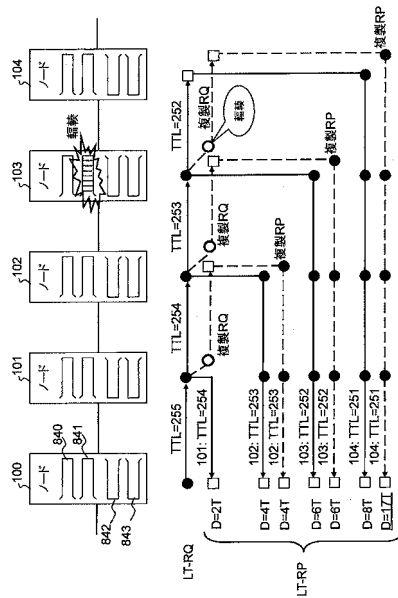 100
ノード
840
841
842
843
101
ノード
102
ノード
103
ノード
輻輳
104
ノード
LT-RQ
TTL=255
TTL=254
TTL=253
TTL=252
複製RQ
複製RQ
複製RQ
輻輳
101: TTL=254
D=2T
102: TTL=253
D=4T
102: TTL=253
D=4T
複製RP
103: TTL=252
D=6T
103: TTL=252
D=6T
複製RP
104: TTL=251
D=8T
104: TTL=251
D=17T
複製RP
LT-RP